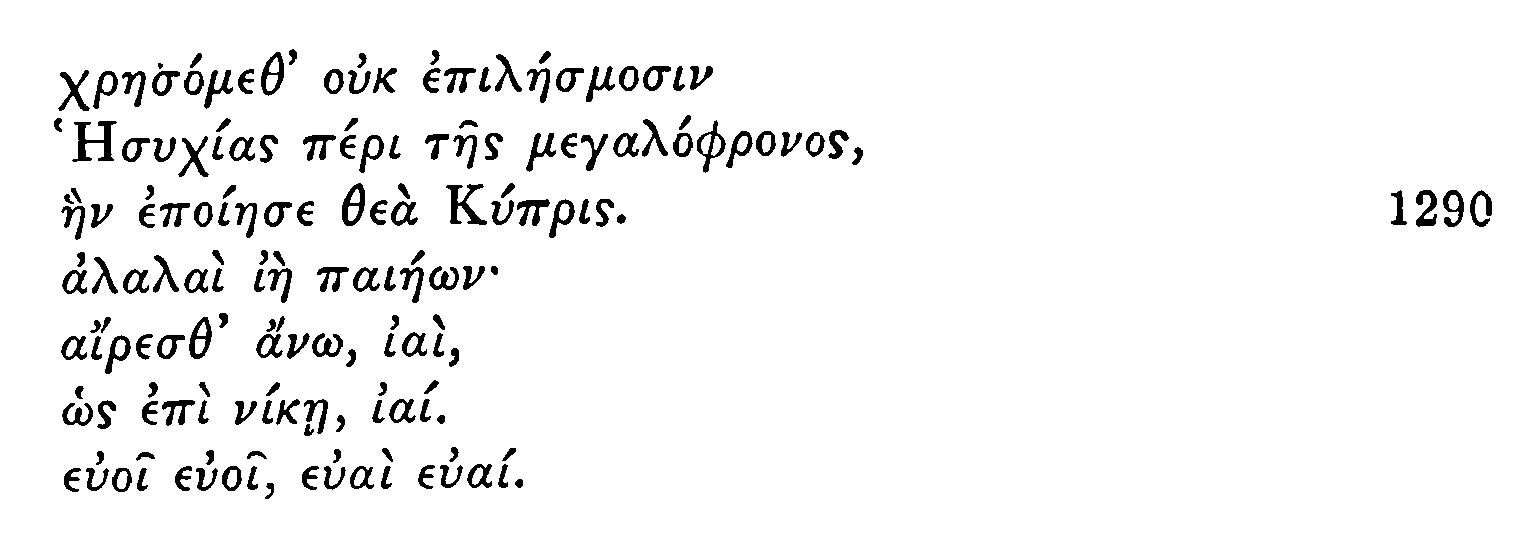 χρησόμεθ’ οὐκ ἐπιλήσμοσιν
Ἡσυχίας πέρι τῆς μεγαλόφρονος,
ἣν ἐποίησε θεὰ Κύπρις. 1290
ἀλαλαὶ ἰὴ παιήων·
αἴρεσθ’ ἄνω, ἰαὶ,
ὡς ἐπὶ νίκῃ, ἰαί.
εὐοῖ εὐοῖ, εὐαὶ εὐαί.